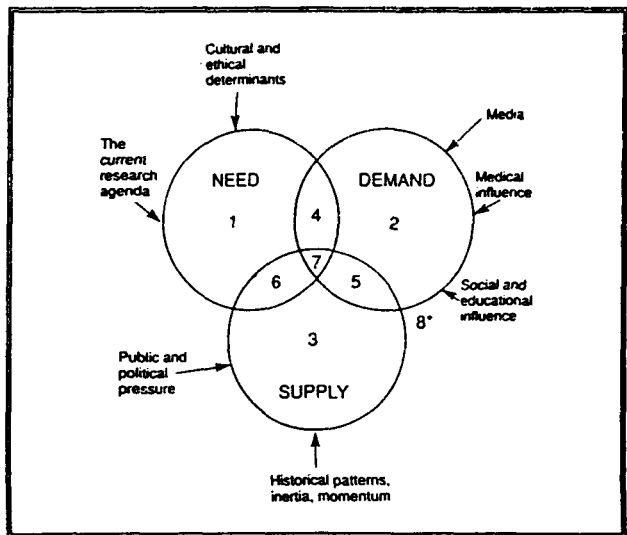 Cultural and
ethical
determinants
Media
The
current
research
agenda
NEED
DEMAND
Medical
influence
1
4
2
7
6
5
Social and
educational
influence
8*
3
Public and
political
pressure
SUPPLY
Historical patterns,
inertia, momentum